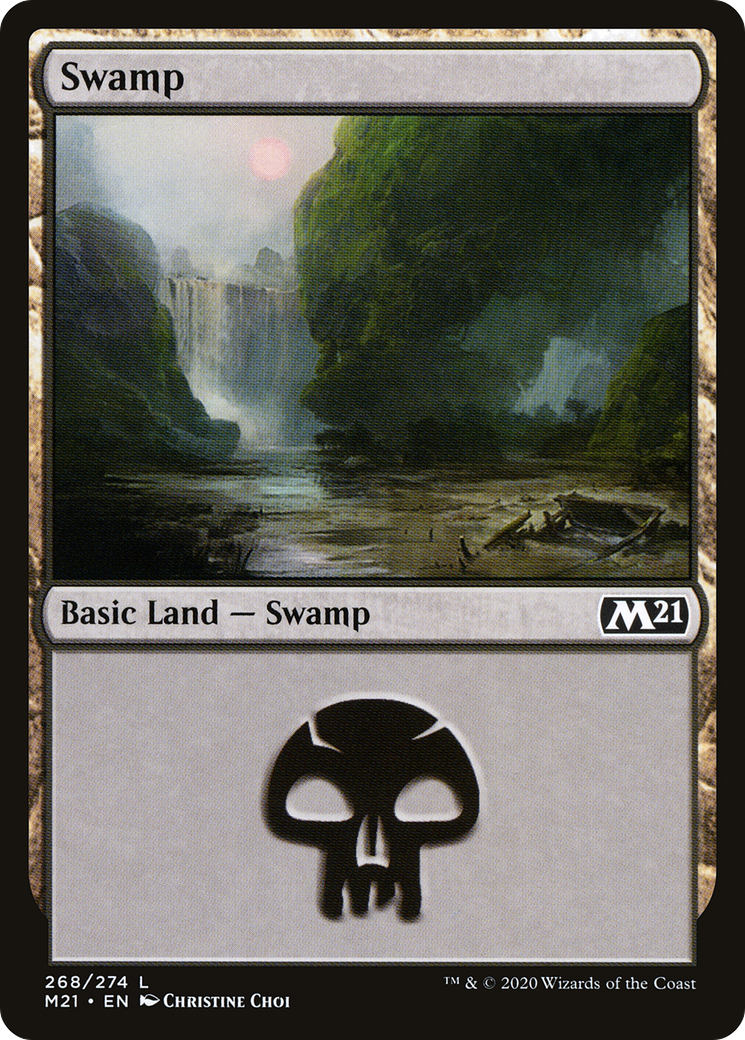 Swamp
Basic Land — Swamp
M21
268/274 L
™ & © 2020 Wizards of the Coast
M21 • EN Christine Choi